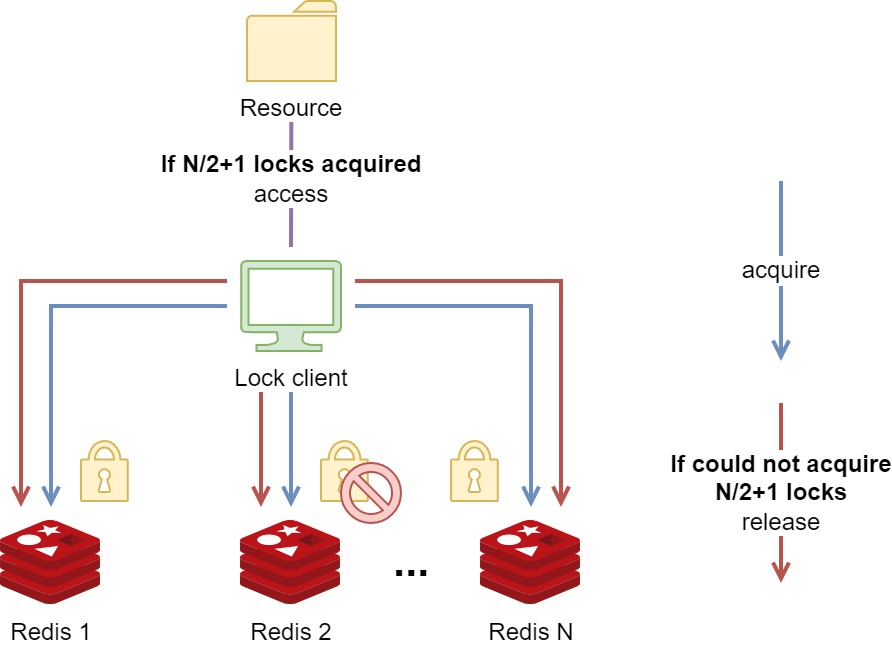 Resource
If N/2+1 locks acquired
access
acquire
Lock client
If could not acquire
N/2+1 locks
release
...
Redis 1
Redis 2
Redis N